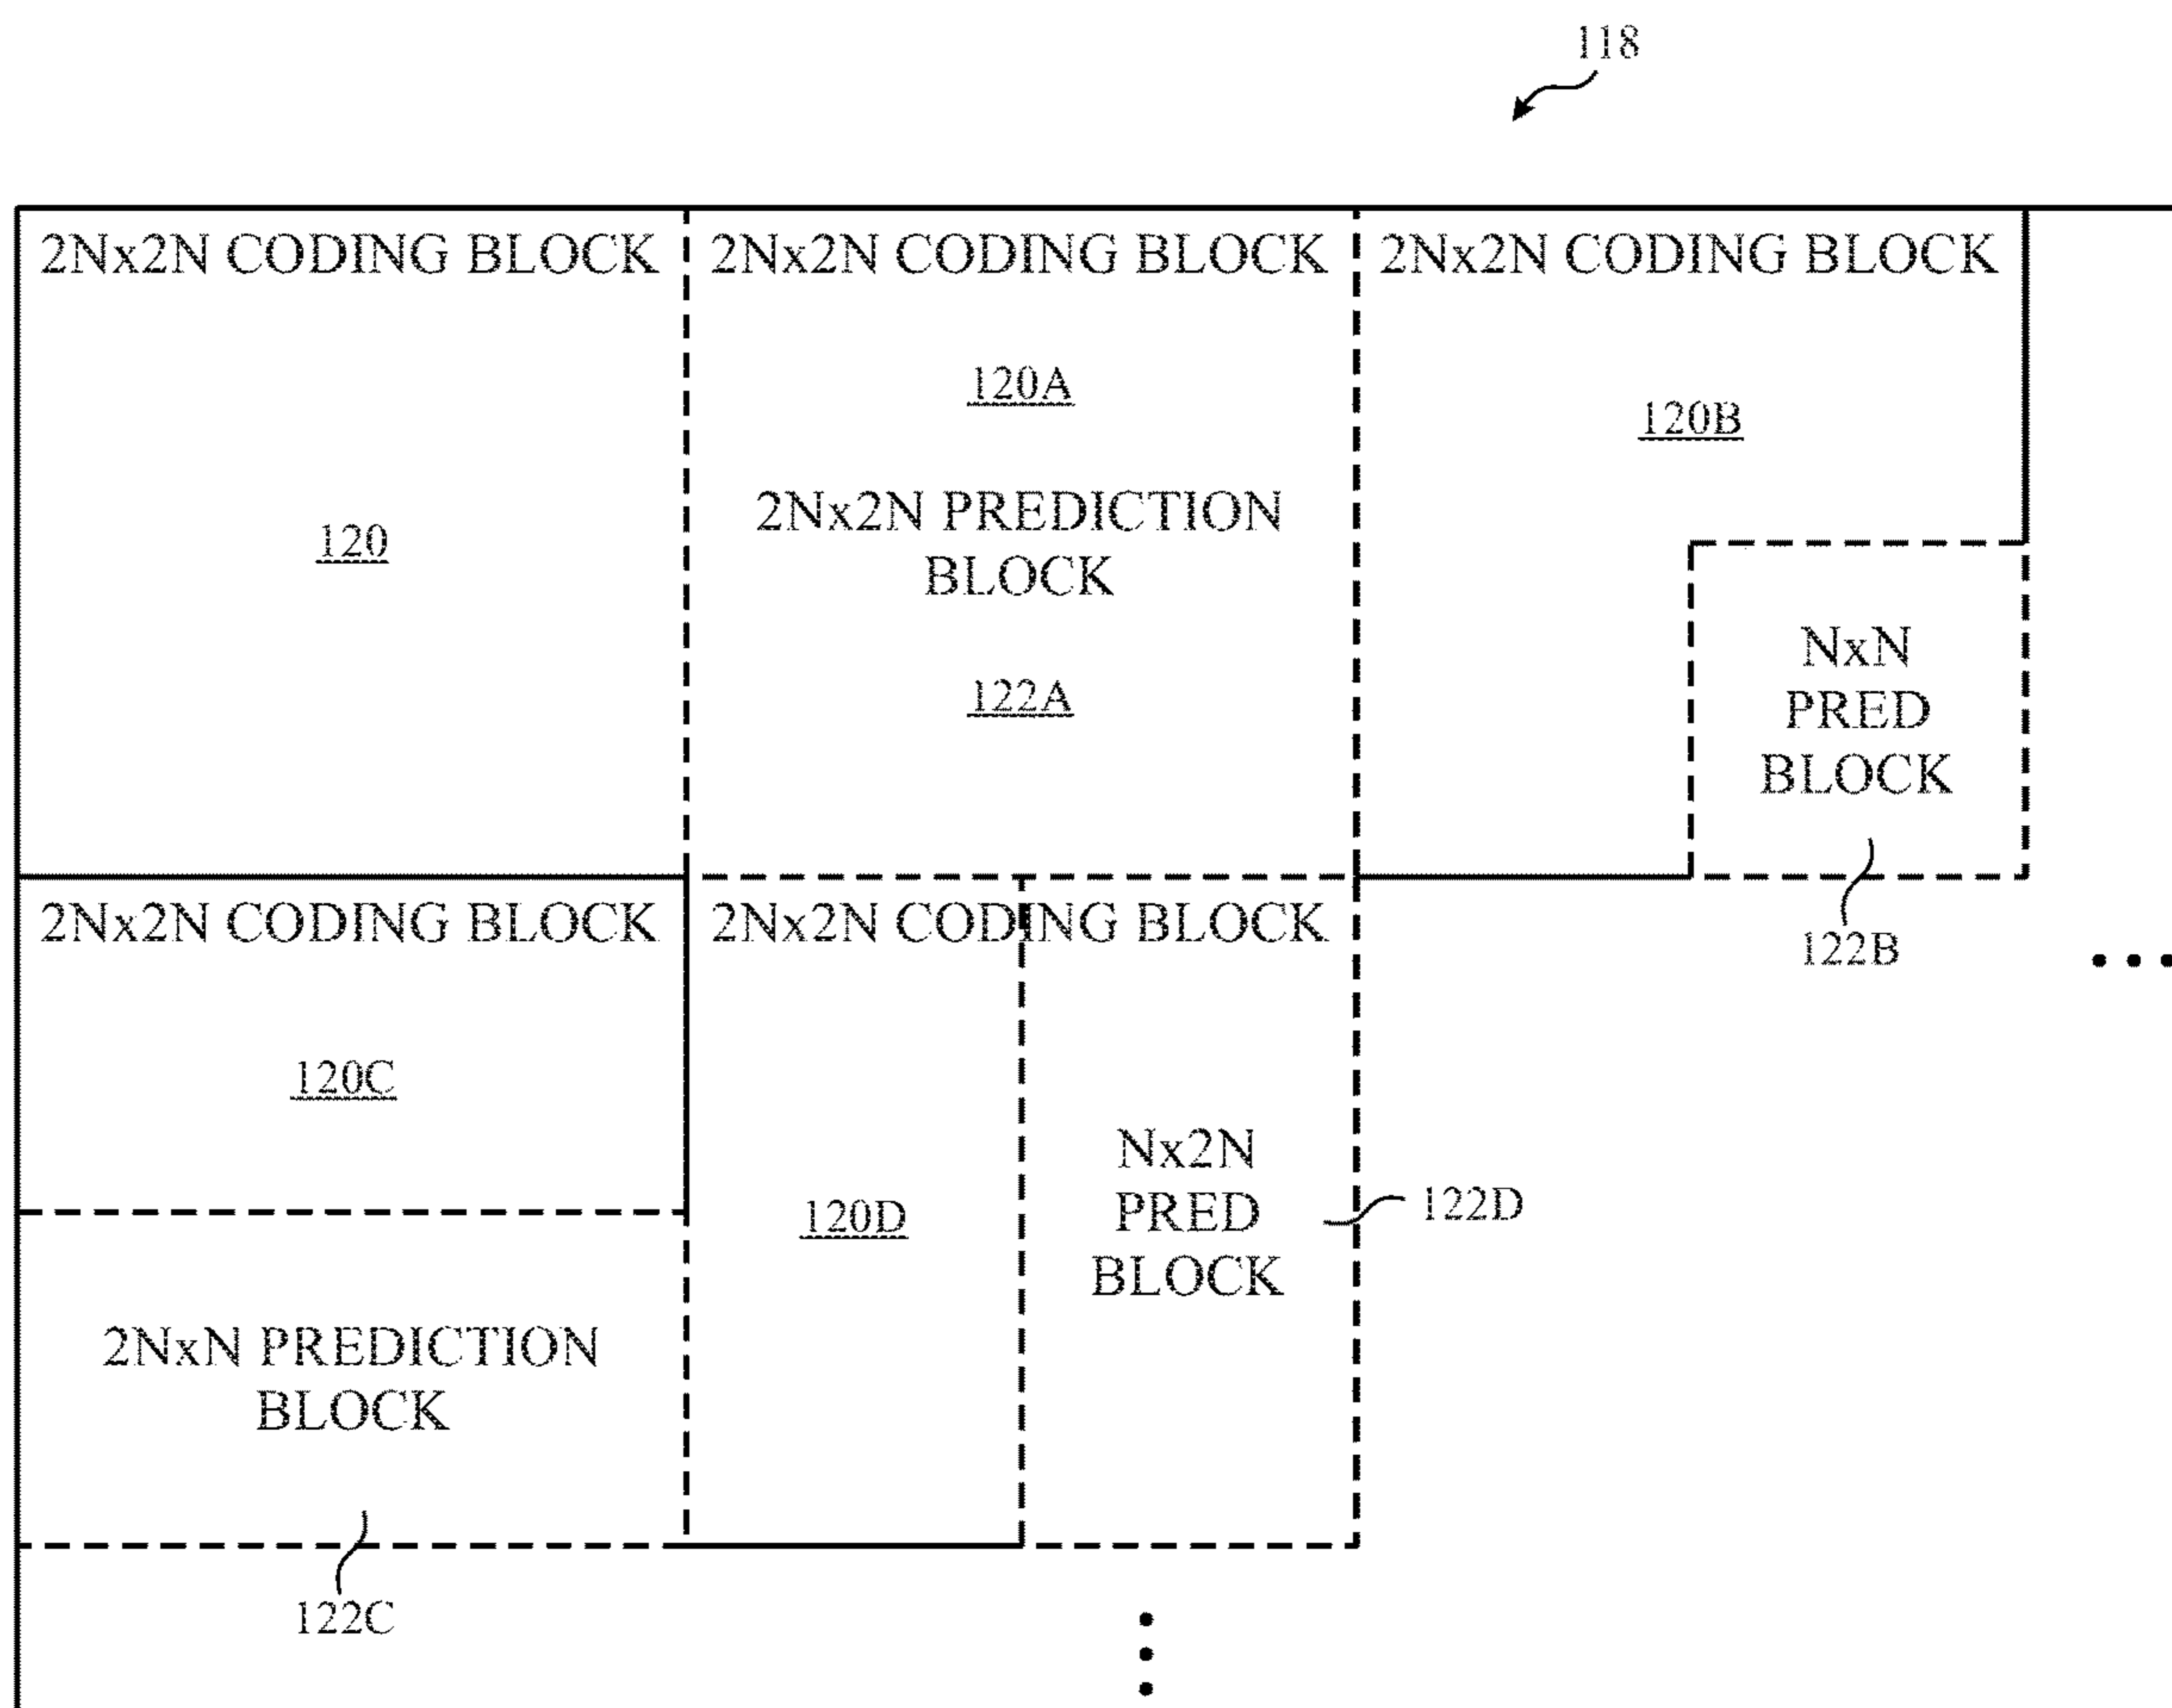 118
2Nx2N CODING BLOCK
120
2Nx2N CODING BLOCK
120A
2Nx2N PREDICTION
BLOCK
122A
2Nx2N CODING BLOCK
120B
NxN
PRED
BLOCK
122B
2Nx2N CODING BLOCK
120C
2NxN PREDICTION
BLOCK
122C
2Nx2N CODING BLOCK
120D
Nx2N
PRED
BLOCK
122D